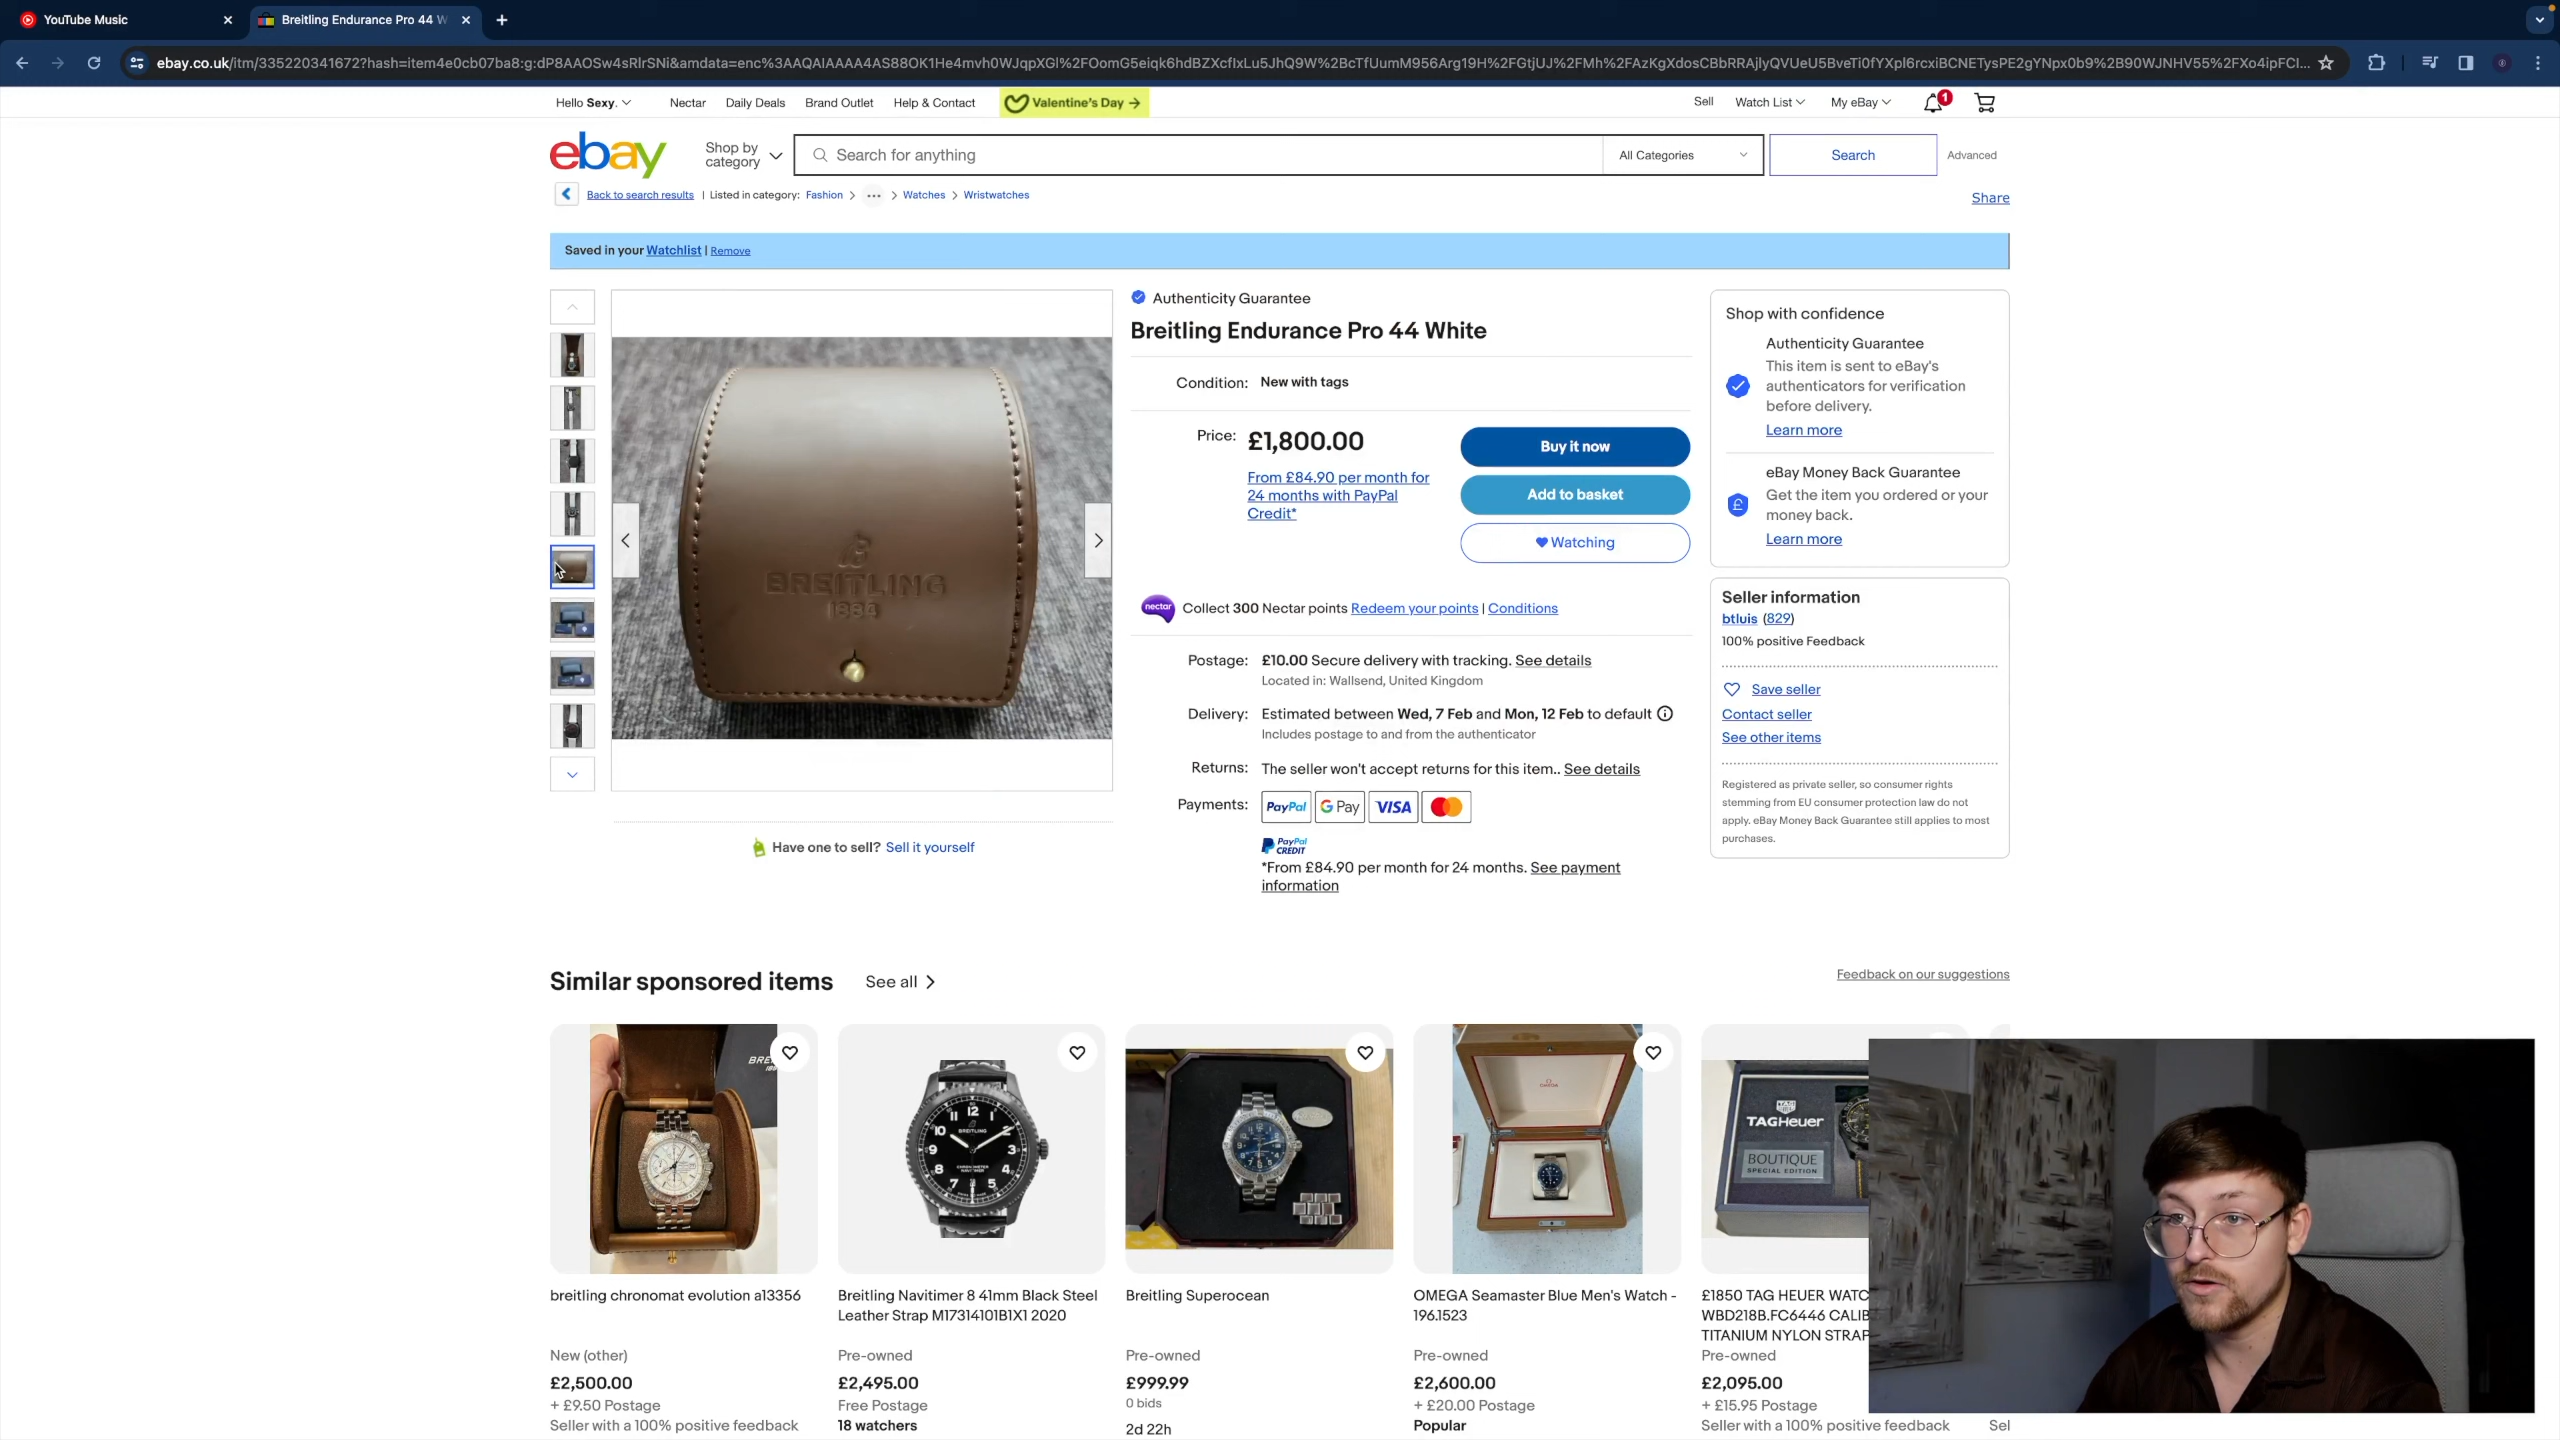 YouTube Music
Breitling Endurance Pro 44 W
ebay.co.uk/itm/335220341672?hash=item4e0cb07ba8:g:dP8AAOSw4sRlrSNi&amdata=enc%3AAQAIAAAA4AS88OK1He4mvh0WJqpXGl%2FOomG5eiqk6hdBZXcfIxLu5JhQ9W%2BcTfUumM956Arg19H%2FGtjUJ%2FMh%2FAzKgXdosCBbRRAjlyQVUeU5BveTi0fYXpl6rcxiBCNETysPE2gYNpx0b9%2B90WJNHV55%2FXo4ipFCI...
Hello Sexy.
Nectar
Daily Deals
Brand Outlet
Help & Contact
Valentine's Day →
Sell
Watch List
My eBay
1
ebay
Shop by
category
Search for anything
All Categories
Search
Advanced
Back to search results | Listed in category: Fashion > ... > Watches > Wristwatches
Share
Saved in your Watchlist | Remove
BREITLING
1884
Have one to sell? Sell it yourself
Authenticity Guarantee
Breitling Endurance Pro 44 White
Condition: New with tags
Price: £1,800.00
From £84.90 per month for
24 months with PayPal
Credit*
Buy it now
Add to basket
Watching
nectar
Collect 300 Nectar points Redeem your points | Conditions
Postage: £10.00 Secure delivery with tracking. See details
Located in: Wallsend, United Kingdom
Delivery: Estimated between Wed, 7 Feb and Mon, 12 Feb to default
Includes postage to and from the authenticator
Returns: The seller won't accept returns for this item.. See details
Payments: PayPal G Pay VISA
PayPal
CREDIT
*From £84.90 per month for 24 months. See payment
information
Shop with confidence
Authenticity Guarantee
This item is sent to eBay's
authenticators for verification
before delivery.
Learn more
£
eBay Money Back Guarantee
Get the item you ordered or your
money back.
Learn more
Seller information
btluis (829)
100% positive Feedback
Save seller
Contact seller
See other items
Registered as private seller, so consumer rights
stemming from EU consumer protection law do not
apply. eBay Money Back Guarantee still applies to most
purchases.
Similar sponsored items
See all >
Feedback on our suggestions
breitling chronomat evolution a13356
New (other)
£2,500.00
+ £9.50 Postage
Seller with a 100% positive feedback
Breitling Navitimer 8 41mm Black Steel
Leather Strap M17314101B1X1 2020
Pre-owned
£2,495.00
Free Postage
18 watchers
Breitling Superocean
Pre-owned
£999.99
0 bids
2d 22h
OMEGA Seamaster Blue Men's Watch -
196.1523
Pre-owned
£2,600.00
+ £20.00 Postage
Popular
TAGHeuer
BOUTIQUE
SPECIAL EDITION
£1850 TAG HEUER WATC
WBD218B.FC6446 CALIB
TITANIUM NYLON STRAP
Pre-owned
£2,095.00
+ £15.95 Postage
Seller with a 100% positive feedback
Sel